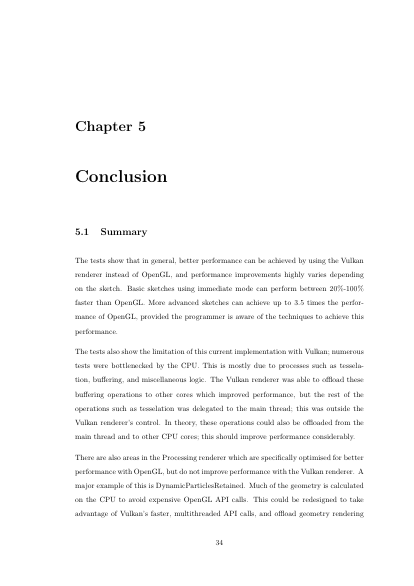 Chapter 5
Conclusion
5.1 Summary
The tests show that in general, better performance can be achieved by using the Vulkan
renderer instead of OpenGL, and performance improvements highly varies depending
on the sketch. Basic sketches using immediate mode can perform between 20%-100%
faster than OpenGL. More advanced sketches can achieve up to 3.5 times the perfor-
mance of OpenGL, provided the programmer is aware of the techniques to achieve this
performance.
The tests also show the limitation of this current implementation with Vulkan; numerous
tests were bottlenecked by the CPU. This is mostly due to processes such as tessela-
tion, buffering, and miscellaneous logic. The Vulkan renderer was able to offload these
buffering operations to other cores which improved performance, but the rest of the
operations such as tesselation was delegated to the main thread; this was outside the
Vulkan renderer's control. In theory, these operations could also be offloaded from the
main thread and to other CPU cores; this should improve performance considerably.
There are also areas in the Processing renderer which are specifically optimised for better
performance with OpenGL, but do not improve performance with the Vulkan renderer. A
major example of this is DynamicParticlesRetained. Much of the geometry is calculated
on the CPU to avoid expensive OpenGL API calls. This could be redesigned to take
advantage of Vulkan's faster, multithreaded API calls, and offload geometry rendering
34